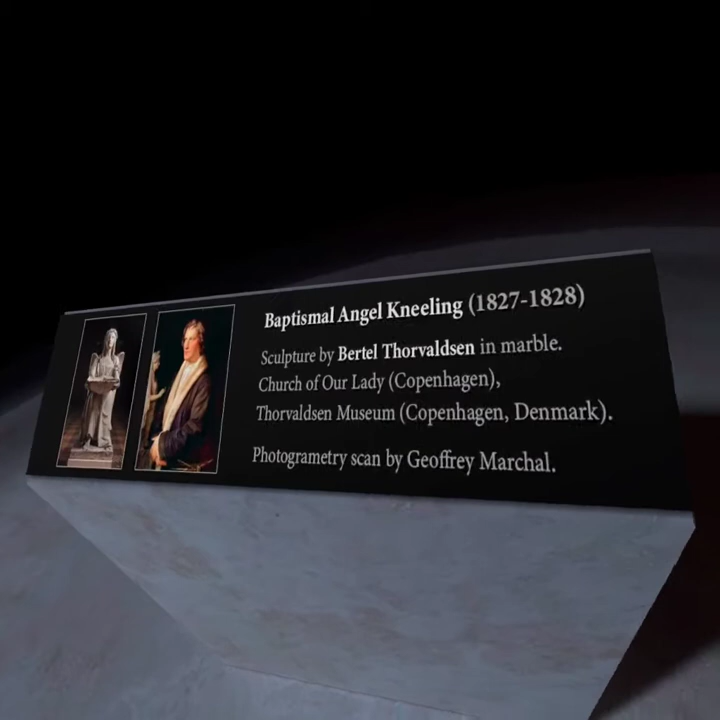 Baptismal Angel Kneeling (1827-1828)
Sculpture by Bertel Thorvaldsen in marble.
Church of Our Lady (Copenhagen),
Thorvaldsen Museum (Copenhagen, Denmark).
Photogrametry scan by Geoffrey Marchal.